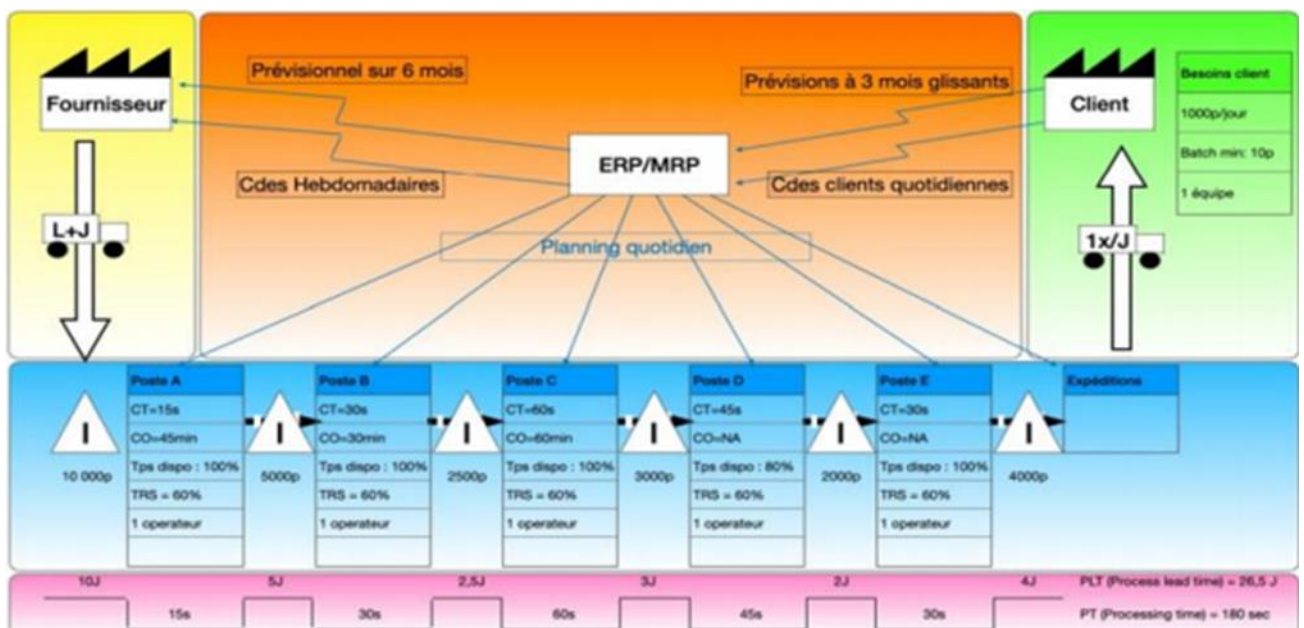 Fournisseur
Prévisionnel sur 6 mois
Cdes Hebdomadaires
ERP/MRP
Prévisions à 3 mois glissants
Cdes clients quotidiennes
Planning quotidien
Client
Besoins client
1000p/jour
Batch min: 10p
1 équipe
L+J
1x/J
I
10 000p
Poste A
CT=15s
CO=45min
Tps dispo : 100%
TRS = 60%
1 operateur
I
5000p
Poste B
CT=30s
CO=30min
Tps dispo : 100%
TRS = 60%
1 operateur
I
2500p
Poste C
CT=60s
CO=60min
Tps dispo : 100%
TRS = 60%
1 operateur
I
3000p
Poste D
CT=45s
CO=NA
Tps dispo : 80%
TRS = 60%
1 operateur
I
2000p
Poste E
CT=30s
CO=NA
Tps dispo : 100%
TRS = 60%
1 operateur
I
4000p
Expéditions
10J
5J
2,5J
3J
2J
4J
PLT (Process lead time) = 26,5 J
15s
30s
60s
45s
30s
PT (Processing time) = 180 sec